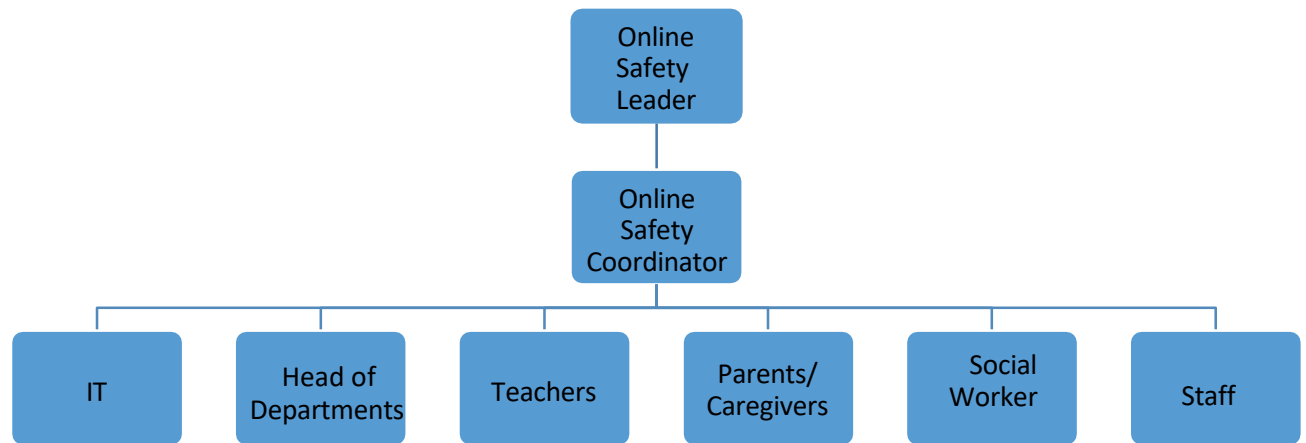 Online
Safety
Leader
Online
Safety
Coordinator
IT
Head of
Departments
Teachers
Parents/
Caregivers
Social
Worker
Staff